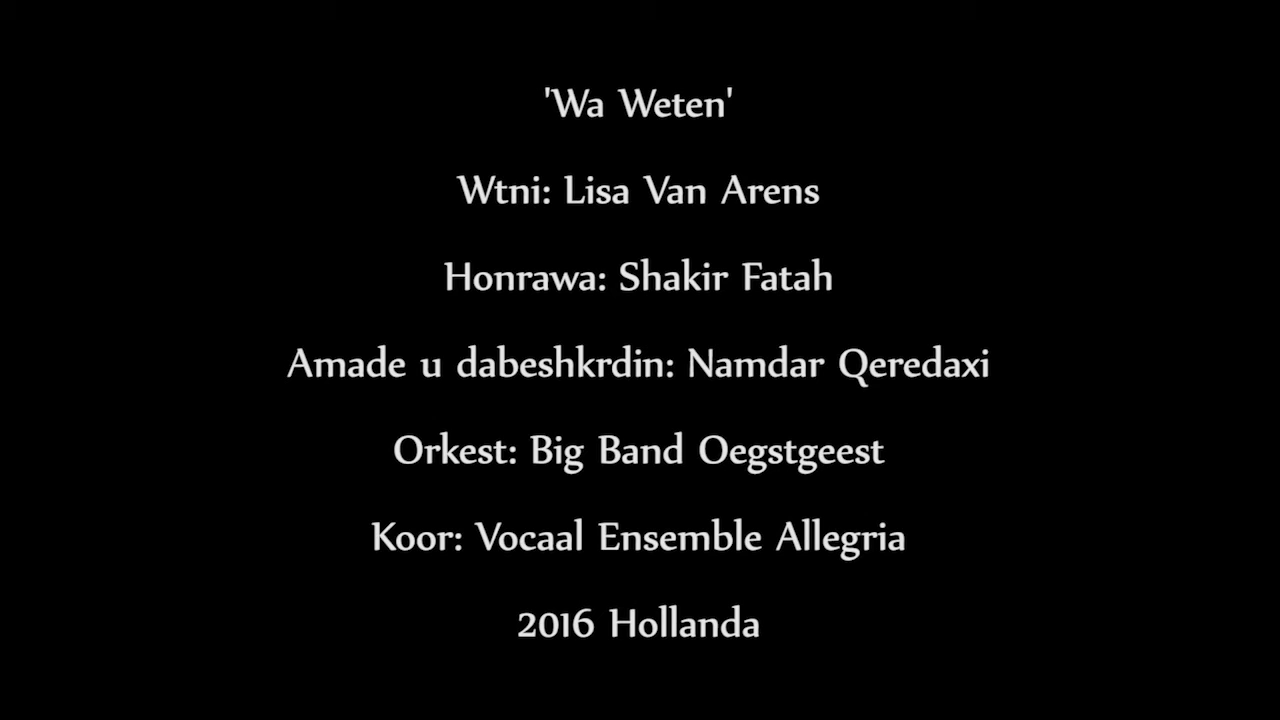 'Wa Weten'
Wtni: Lisa Van Arens
Honrawa: Shakir Fatah
Amade u dabeshkrdin: Namdar Qeredaxi
Orkest: Big Band Oegstgeest
Koor: Vocaal Ensemble Allegria
2016 Hollanda